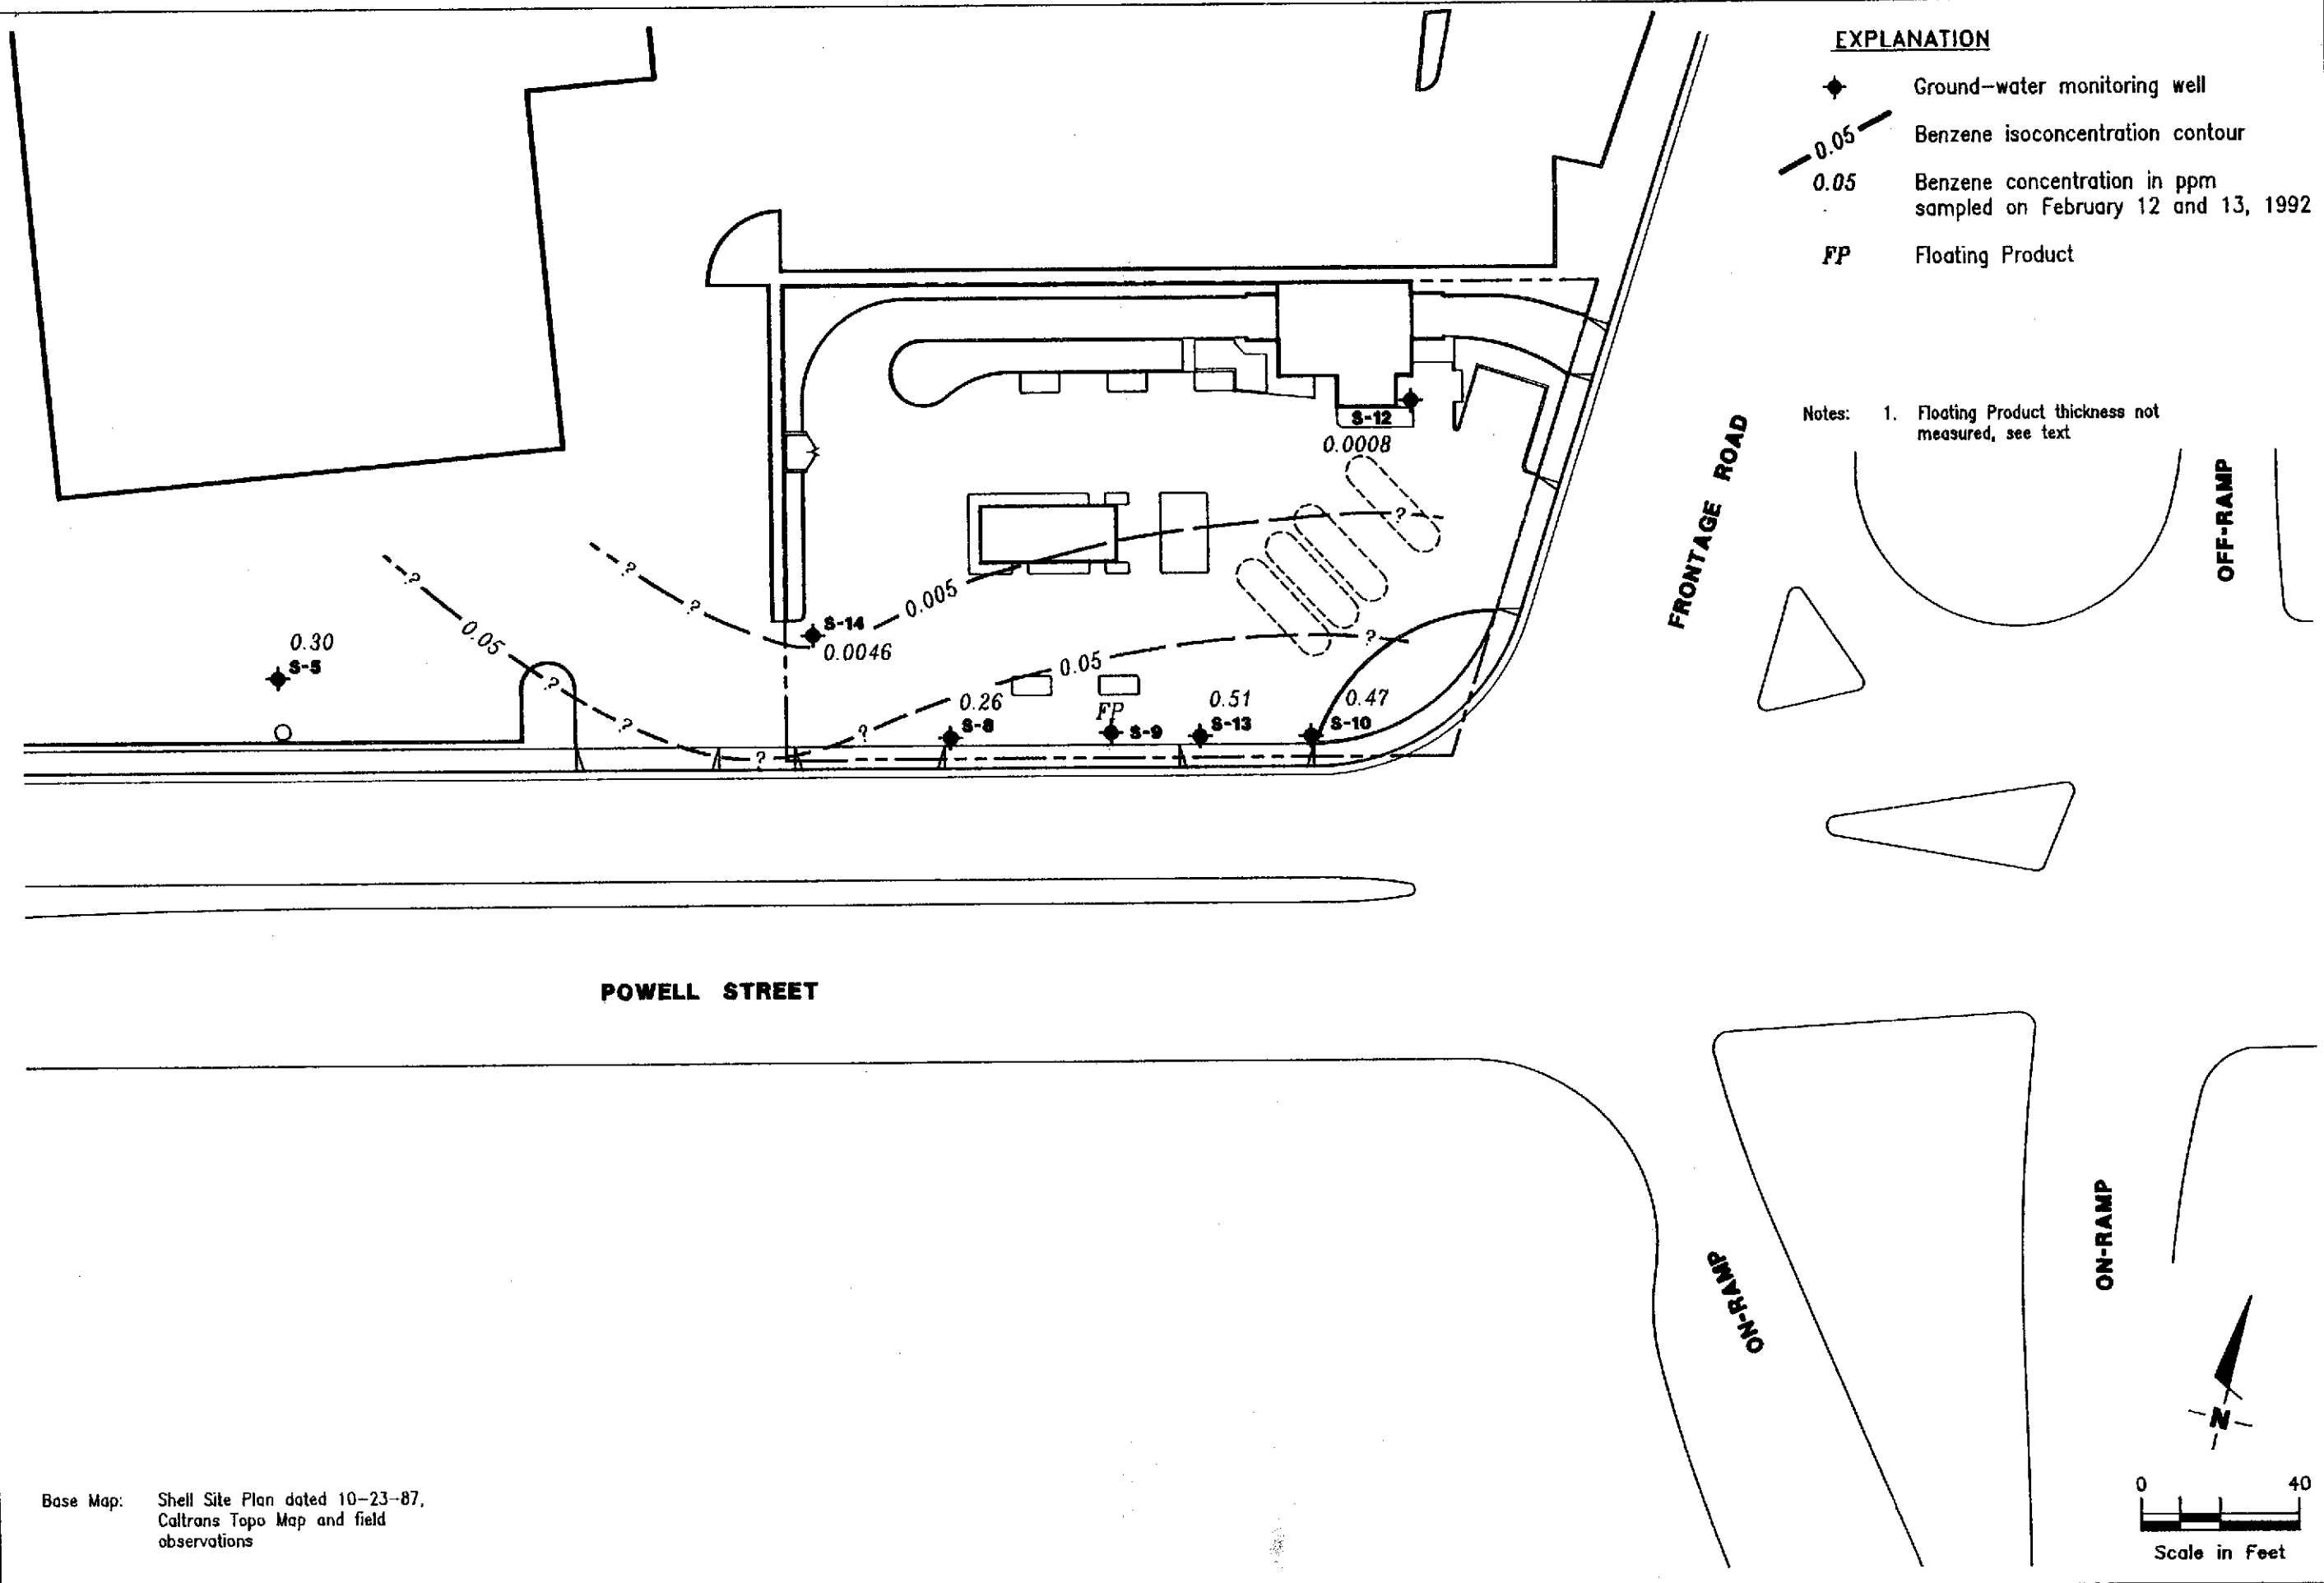 EXPLANATION
Ground-water monitoring well
0.05 Benzene isoconcentration contour
0.05 Benzene concentration in ppm
sampled on February 12 and 13, 1992
FP Floating Product
Notes: 1. Floating Product thickness not
measured, see text
S-12
0.0008
FRONTAGE ROAD
OFF-RAMP
?
?
?
?
0.005
0.05
S-14
0.0046
0.30
S-5
?
?
?
?
?
0.05
0.26
S-8
FP
S-9
0.51
S-13
0.47
S-10
POWELL STREET
ON-RAMP
ON-RAMP
N
0 40
Scale in Feet
Base Map: Shell Site Plan dated 10-23-87,
Caltrans Topo Map and field
observations